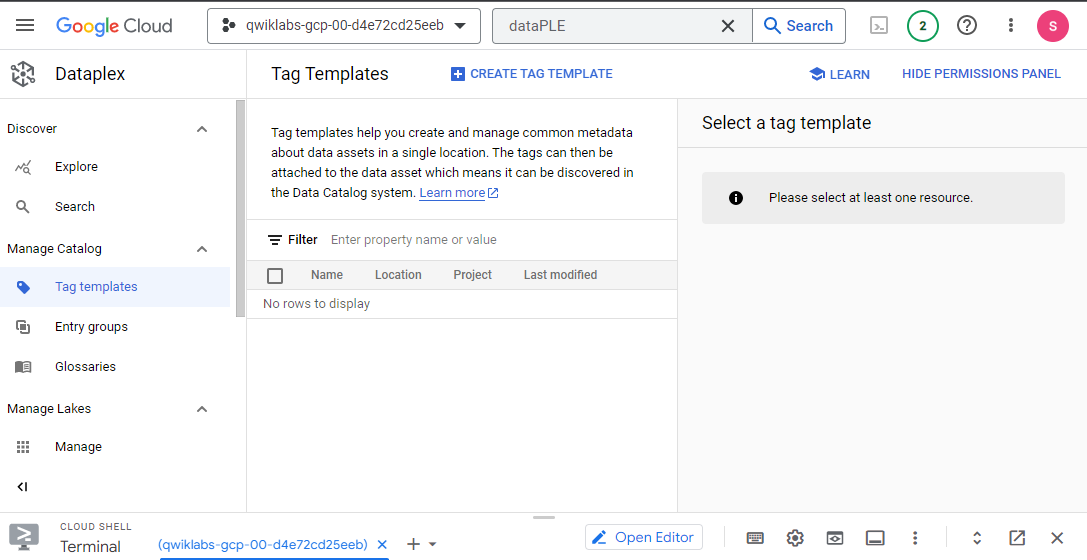 Google Cloud
qwiklabs-gcp-00-d4e72cd25eeb
dataPLE
Search
2
S
Dataplex
Tag Templates
CREATE TAG TEMPLATE
LEARN
HIDE PERMISSIONS PANEL
Discover
Explore
Search
Manage Catalog
Tag templates
Entry groups
Glossaries
Manage Lakes
Manage
Tag templates help you create and manage common metadata
about data assets in a single location. The tags can then be
attached to the data asset which means it can be discovered in
the Data Catalog system. Learn more
Filter Enter property name or value
Name Location Project Last modified
No rows to display
Select a tag template
Please select at least one resource.
CLOUD SHELL
Terminal
(qwiklabs-gcp-00-d4e72cd25eeb)
Open Editor